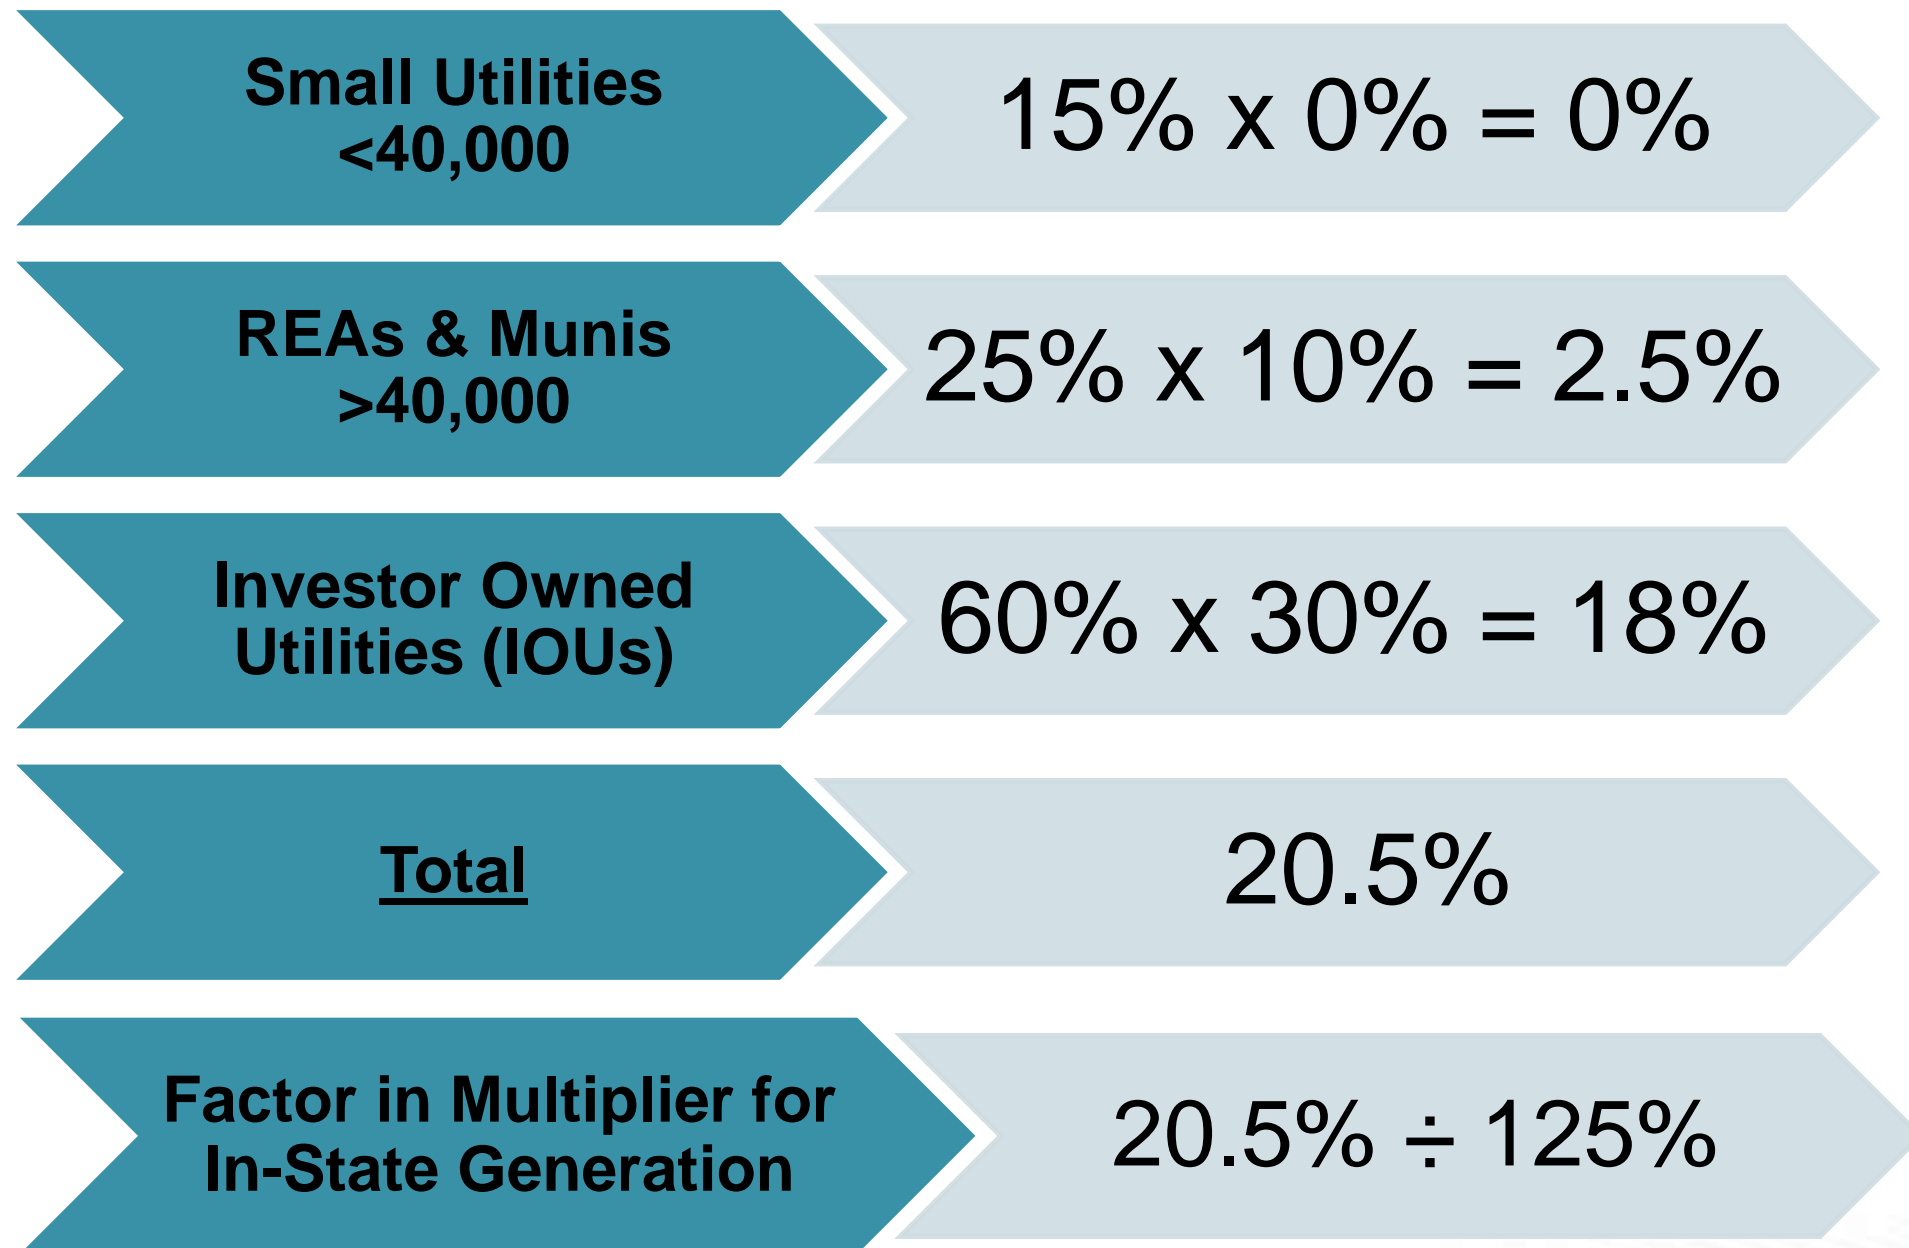 Small Utilities
<40,000
15% x 0% = 0%
REAs & Munis
>40,000
25% x 10% = 2.5%
Investor Owned
Utilities (IOUs)
60% x 30% = 18%
Total
20.5%
Factor in Multiplier for
In-State Generation
20.5% ÷ 125%